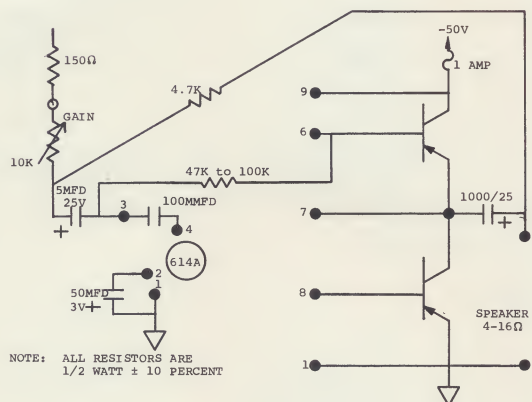 -50V
150Ω
1 AMP
4.7K
9
GAIN
6
10K
47K to 100K
5MFD
25V
100MMFD
1000/25
3
+
4
7
+
614A
2
1
50MFD
3V+
8
SPEAKER
4-16Ω
NOTE: ALL RESISTORS ARE
1/2 WATT ± 10 PERCENT
1